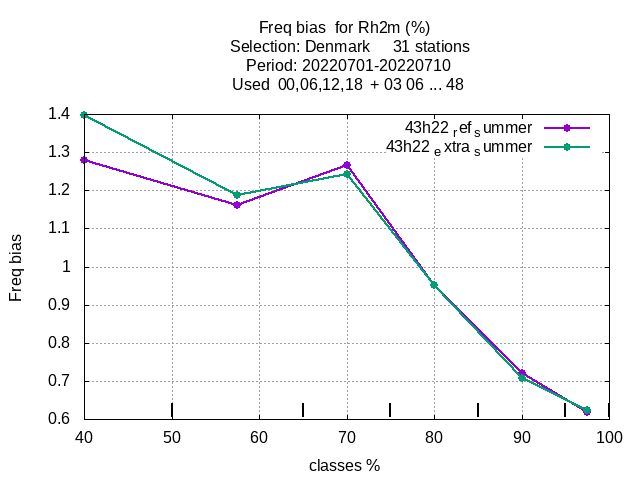 Freq bias  for Rh2m (%)
Selection: Denmark     31 stations
Period: 20220701-20220710
Used  00,06,12,18  + 03 06 ... 48
43h22 ref summer
43h22 extra summer
1.4
1.3
1.2
1.1
1
0.9
0.8
0.7
0.6
Freq bias
40 50 60 70 80 90 100
classes %